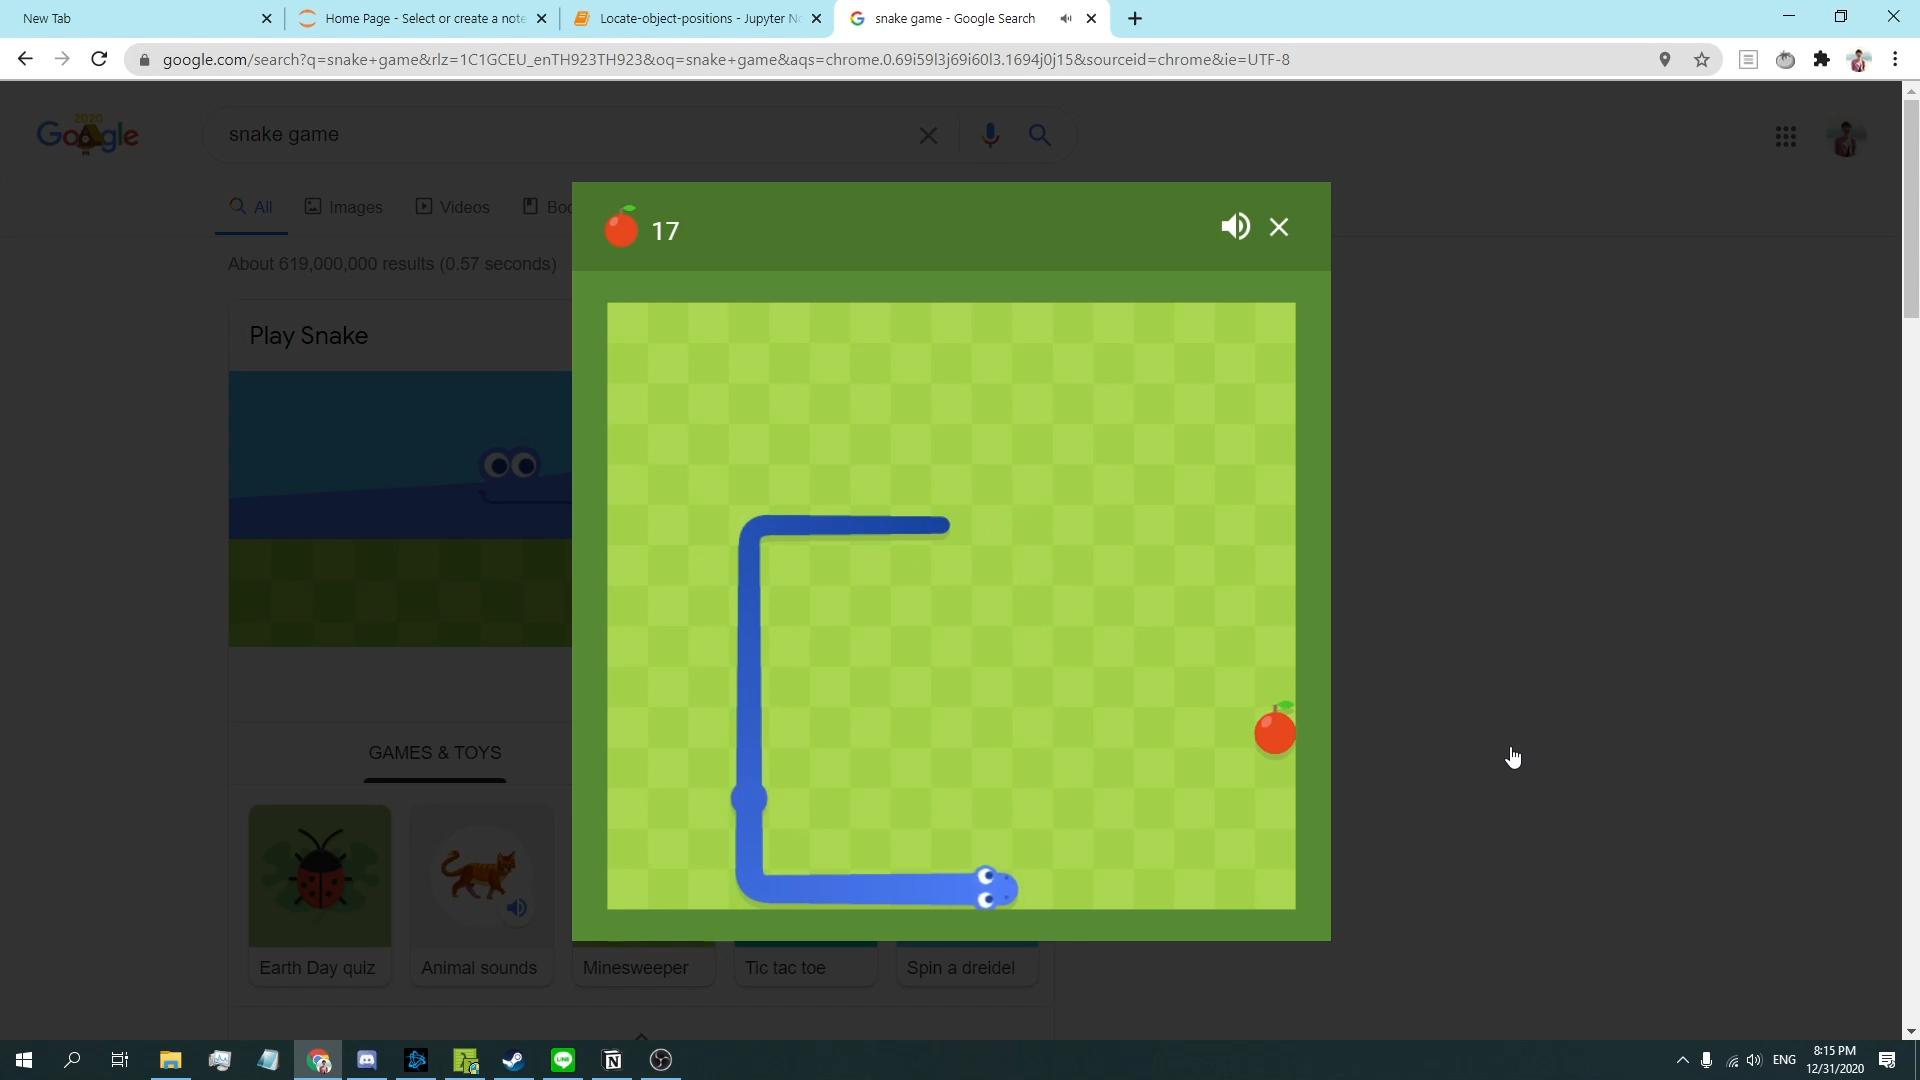 New Tab
Home Page - Select or create a note
Locate-object-positions - Jupyter No
snake game - Google Search
google.com/search?q=snake+game&rlz=1C1GCEU_enTH923TH923&oq=snake+game&aqs=chrome.0.69i59l3j69i60l3.1694j0j15&sourceid=chrome&ie=UTF-8
2020
Google
snake game
All
Images
Videos
Boo
17
About 619,000,000 results (0.57 seconds)
Play Snake
GAMES & TOYS
Earth Day quiz
Animal sounds
Minesweeper
Tic tac toe
Spin a dreidel
LINE
N
ENG
8:15 PM
12/31/2020